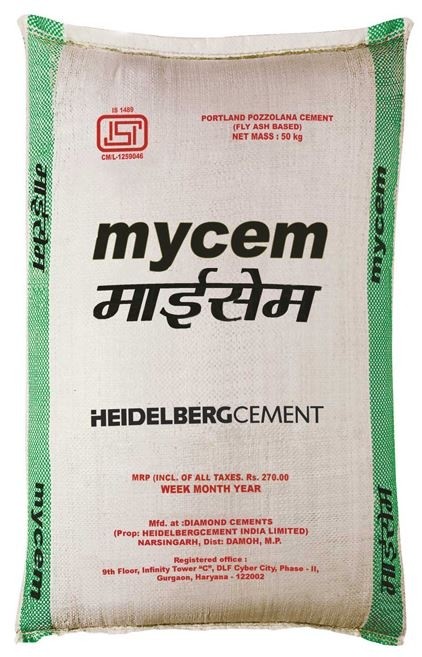 IS 1489
CM/L-1259046
PORTLAND POZZOLANA CEMENT
(FLY ASH BASED)
NET MASS : 50 kg
माईसेम
mycem
mycem
माईसेम
HEIDELBERGCEMENT
MRP (INCL. OF ALL TAXES. Rs. 270.00
WEEK MONTH YEAR
Mfd. at :DIAMOND CEMENTS
(Prop: HEIDELBERGCEMENT INDIA LIMITED)
NARSINGARH, Dist: DAMOH, M.P.
Registered office :
9th Floor, Infinity Tower "C", DLF Cyber City, Phase - II,
Gurgaon, Haryana - 122002
mycem
माईसेम